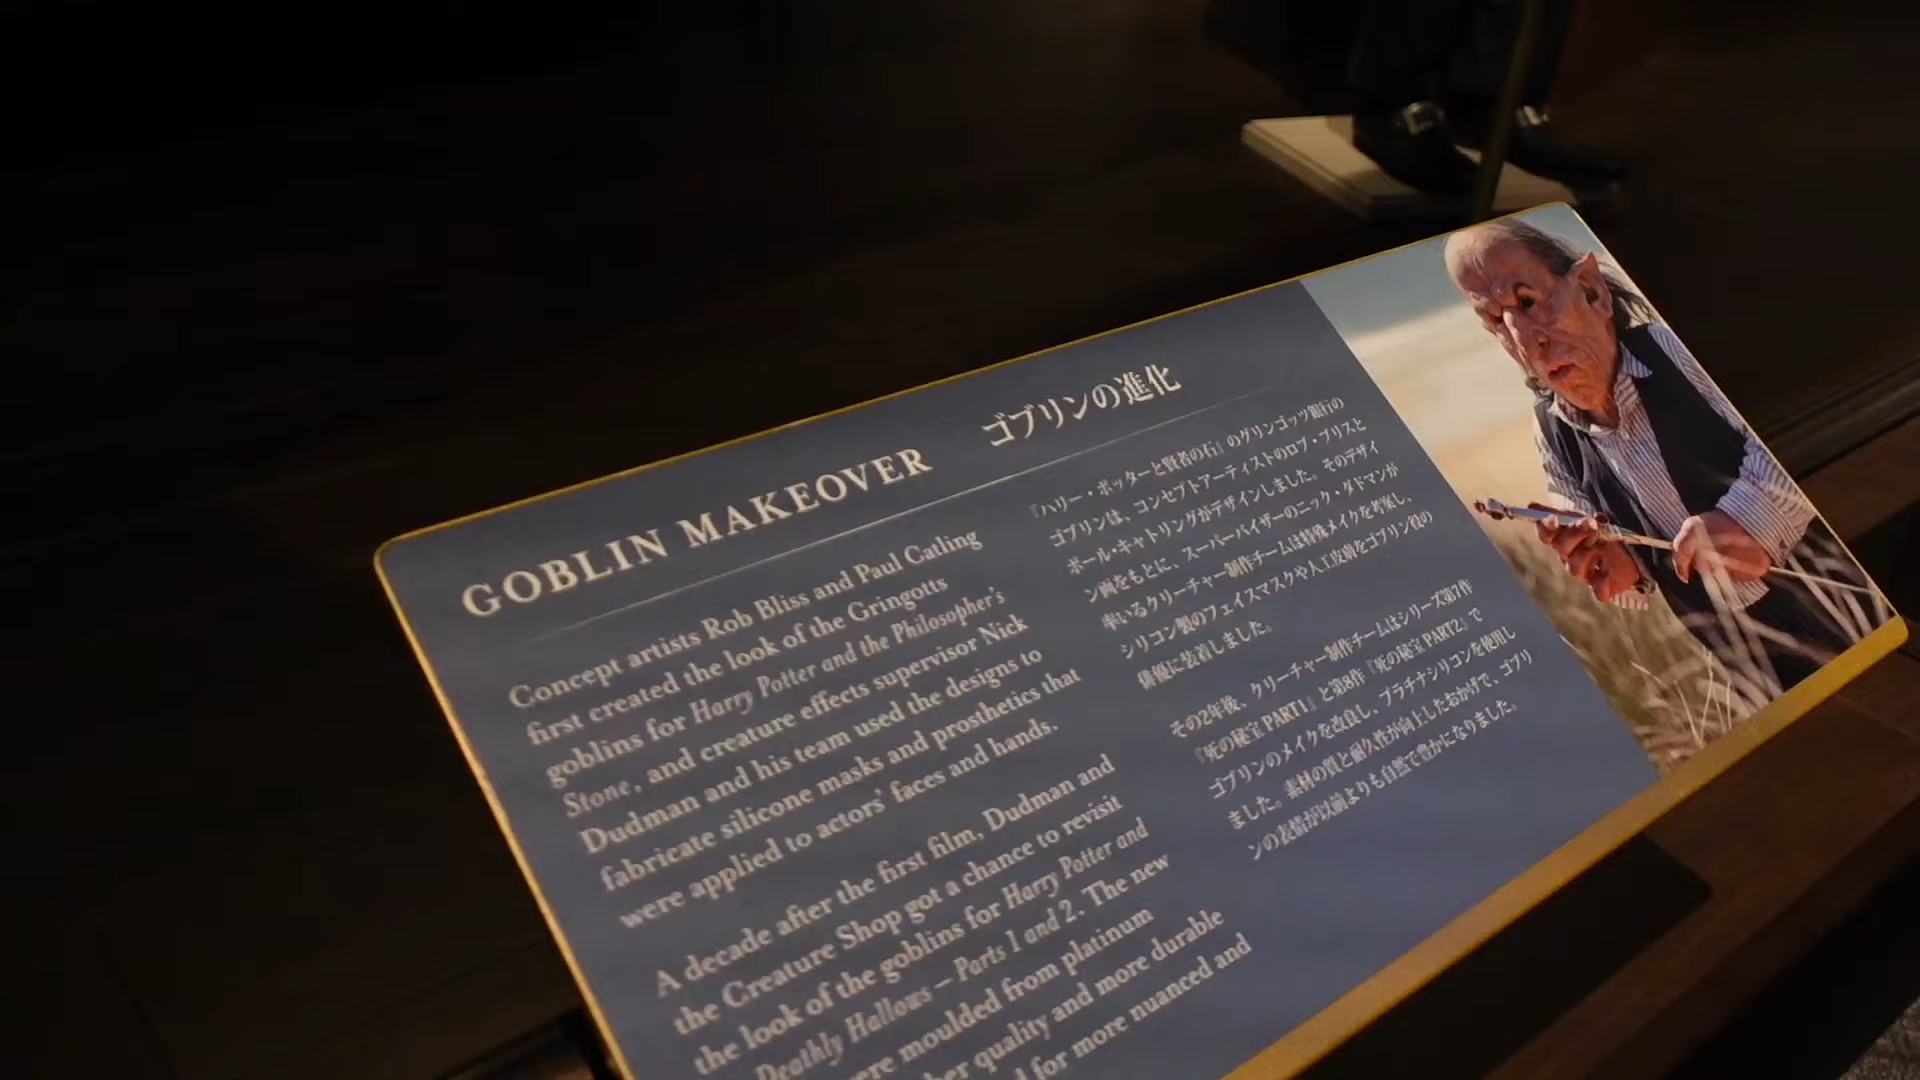 GOBLIN MAKEOVER
ゴブリンの進化
Concept artists Rob Bliss and Paul Catling
first created the look of the Gringotts
goblins for Harry Potter and the Philosopher's
Stone, and creature effects supervisor Nick
Dudman and his team used the designs to
fabricate silicone masks and prosthetics that
were applied to actors' faces and hands.
A decade after the first film, Dudman and
the Creature Shop got a chance to revisit
the look of the goblins for Harry Potter and
Deathly Hallows – Parts 1 and 2. The new
moulded from platinum
quality and more durable
for more nuanced and
『ハリー・ポッターと賢者の石』のグリンゴッツ銀行の
ゴブリンは、コンセプトアーティストのロブ・ブリスと
ポール・キャトリングがデザインしました。そのデザイ
ン画をもとに、スーパーバイザーのニック・ダドマンが
率いるクリーチャー制作チームは特殊メイクを考案し、
シリコン製のフェイスマスクや人工皮膚をゴブリン役の
俳優に装着しました。
その2年後、クリーチャー制作チームはシリーズ第7作
『死の秘宝 PART1』と第8作『死の秘宝 PART2』で
ゴブリンのメイクを改良し、プラチナシリコンを使用し
ました。素材の質と耐久性が向上したおかげで、ゴブリ
ンの表情が以前よりも自然で豊かになりました。